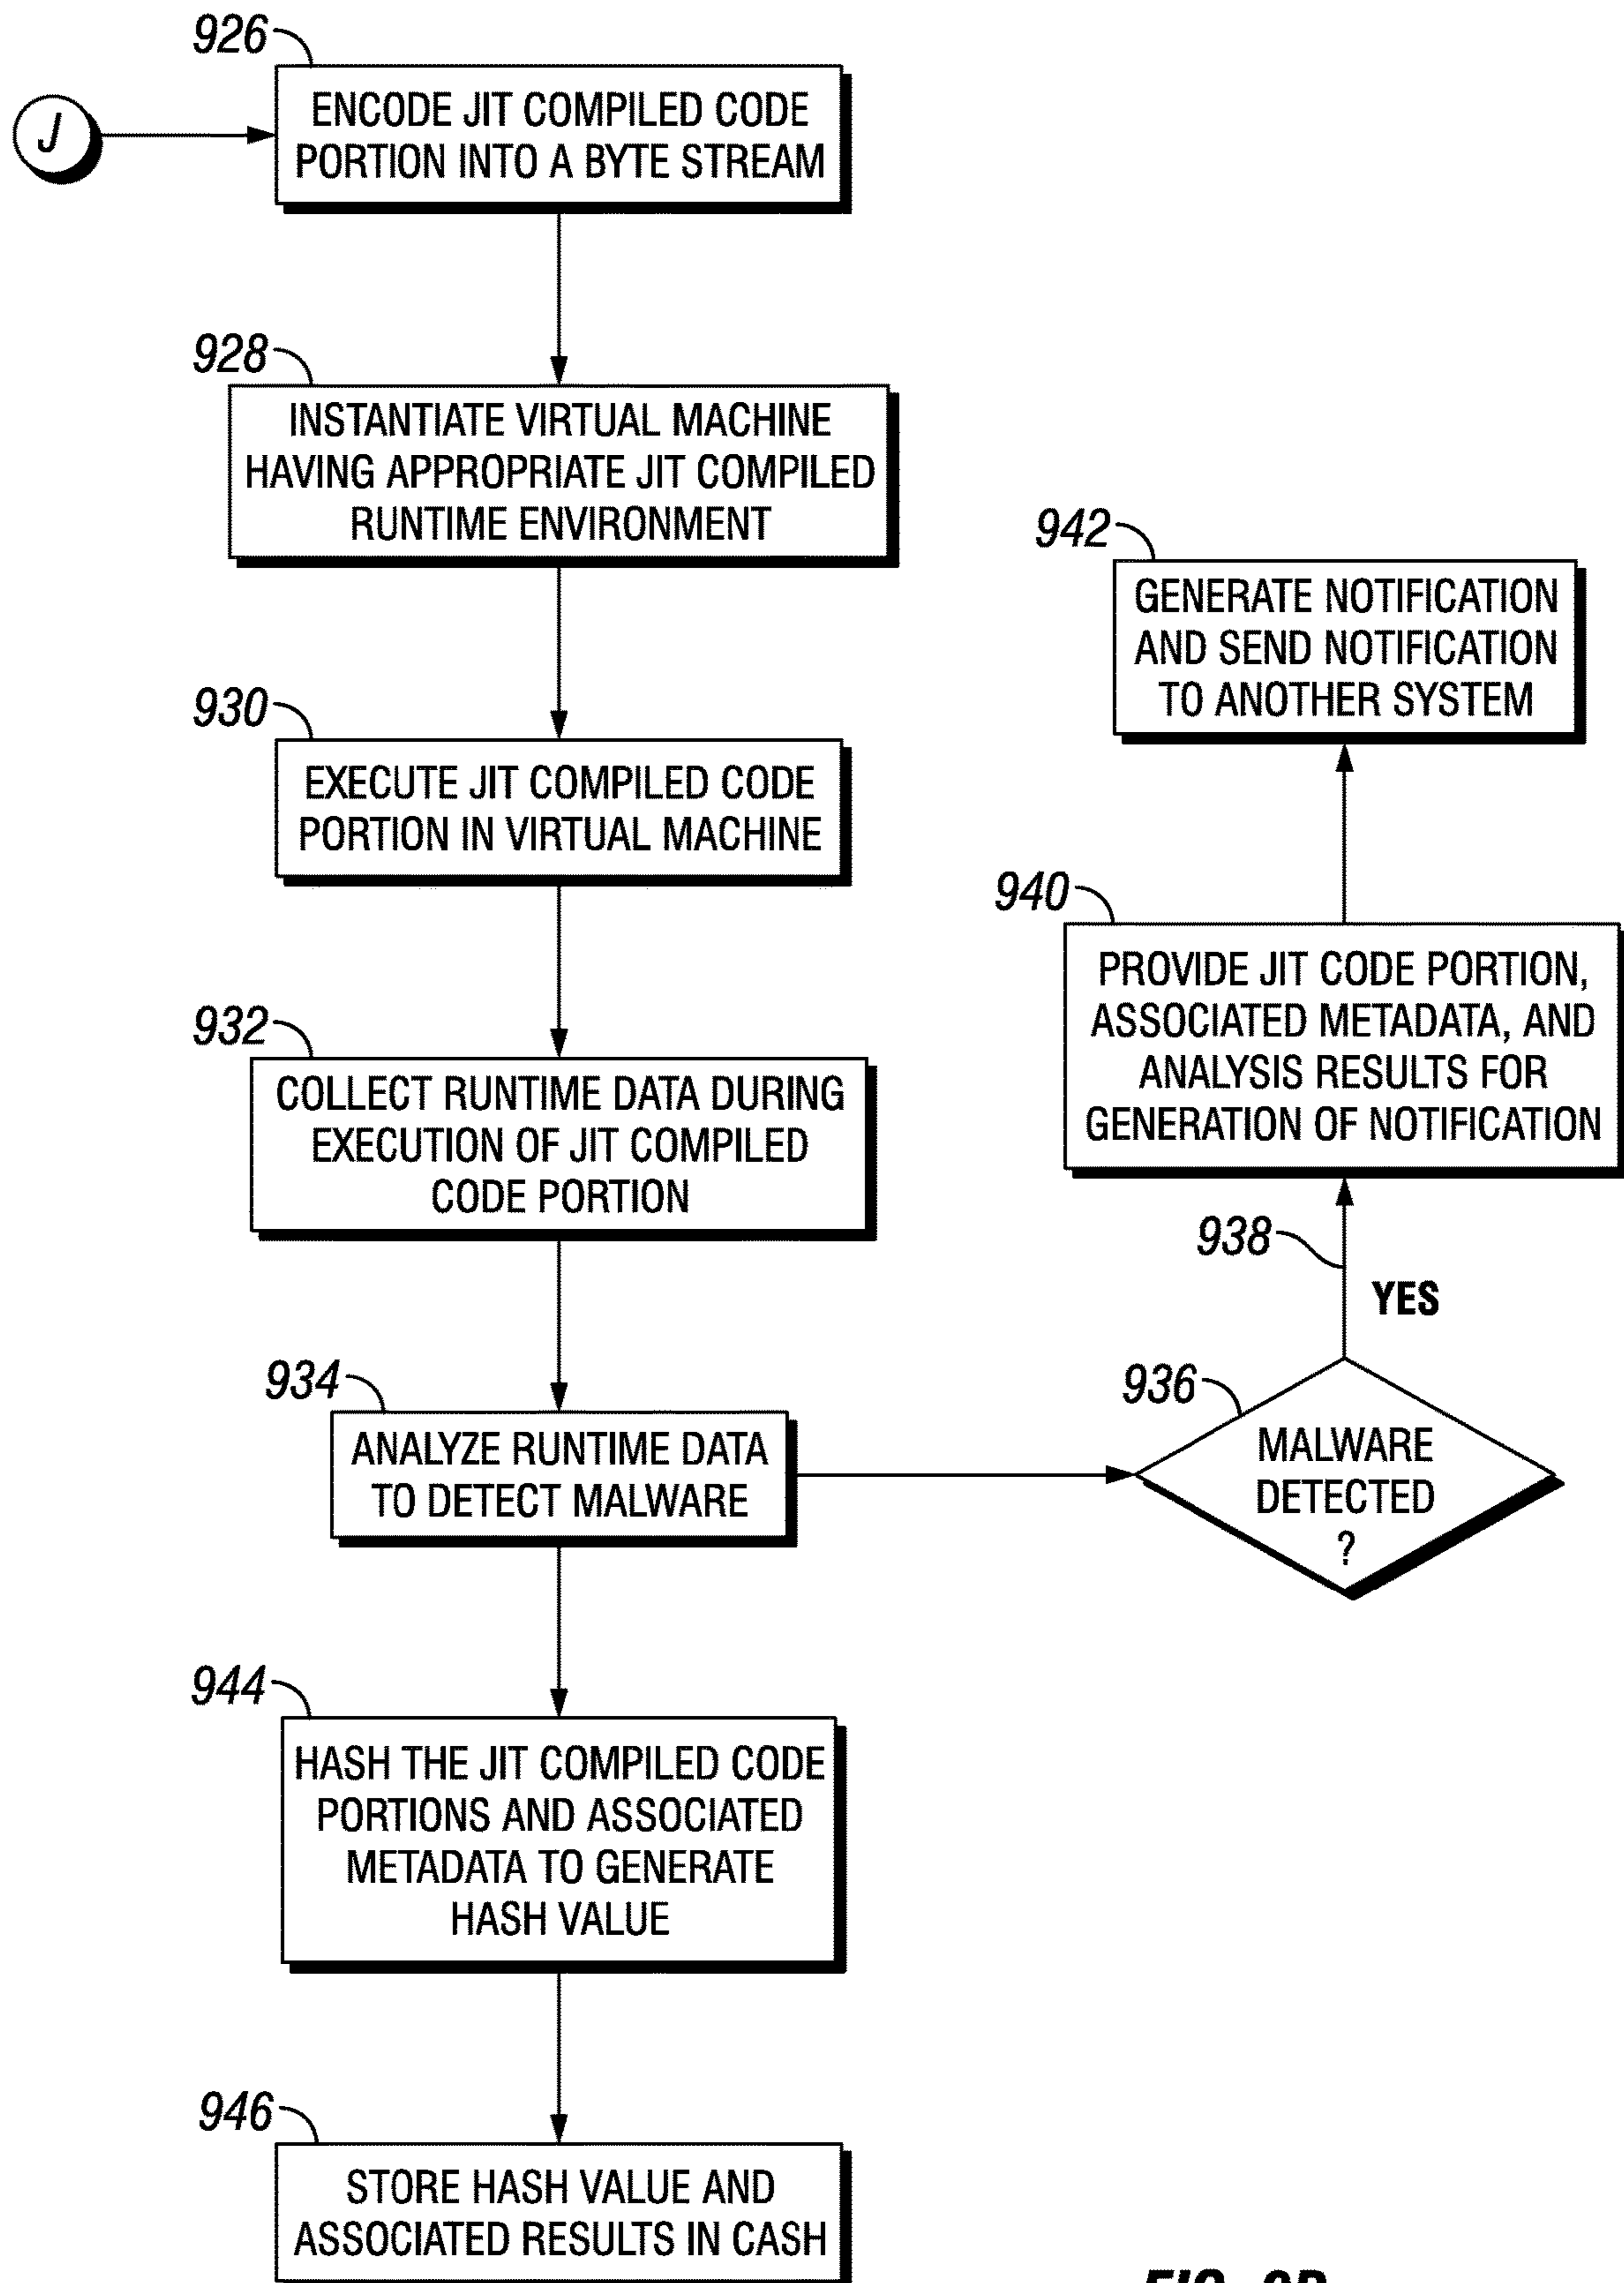 926
J
ENCODE JIT COMPILED CODE
PORTION INTO A BYTE STREAM
928
INSTANTIATE VIRTUAL MACHINE
HAVING APPROPRIATE JIT COMPILED
RUNTIME ENVIRONMENT
930
EXECUTE JIT COMPILED CODE
PORTION IN VIRTUAL MACHINE
932
COLLECT RUNTIME DATA DURING
EXECUTION OF JIT COMPILED
CODE PORTION
934
ANALYZE RUNTIME DATA
TO DETECT MALWARE
936
MALWARE
DETECTED
?
938
YES
940
PROVIDE JIT CODE PORTION,
ASSOCIATED METADATA, AND
ANALYSIS RESULTS FOR
GENERATION OF NOTIFICATION
942
GENERATE NOTIFICATION
AND SEND NOTIFICATION
TO ANOTHER SYSTEM
944
HASH THE JIT COMPILED CODE
PORTIONS AND ASSOCIATED
METADATA TO GENERATE
HASH VALUE
946
STORE HASH VALUE AND
ASSOCIATED RESULTS IN CASH
FIG.